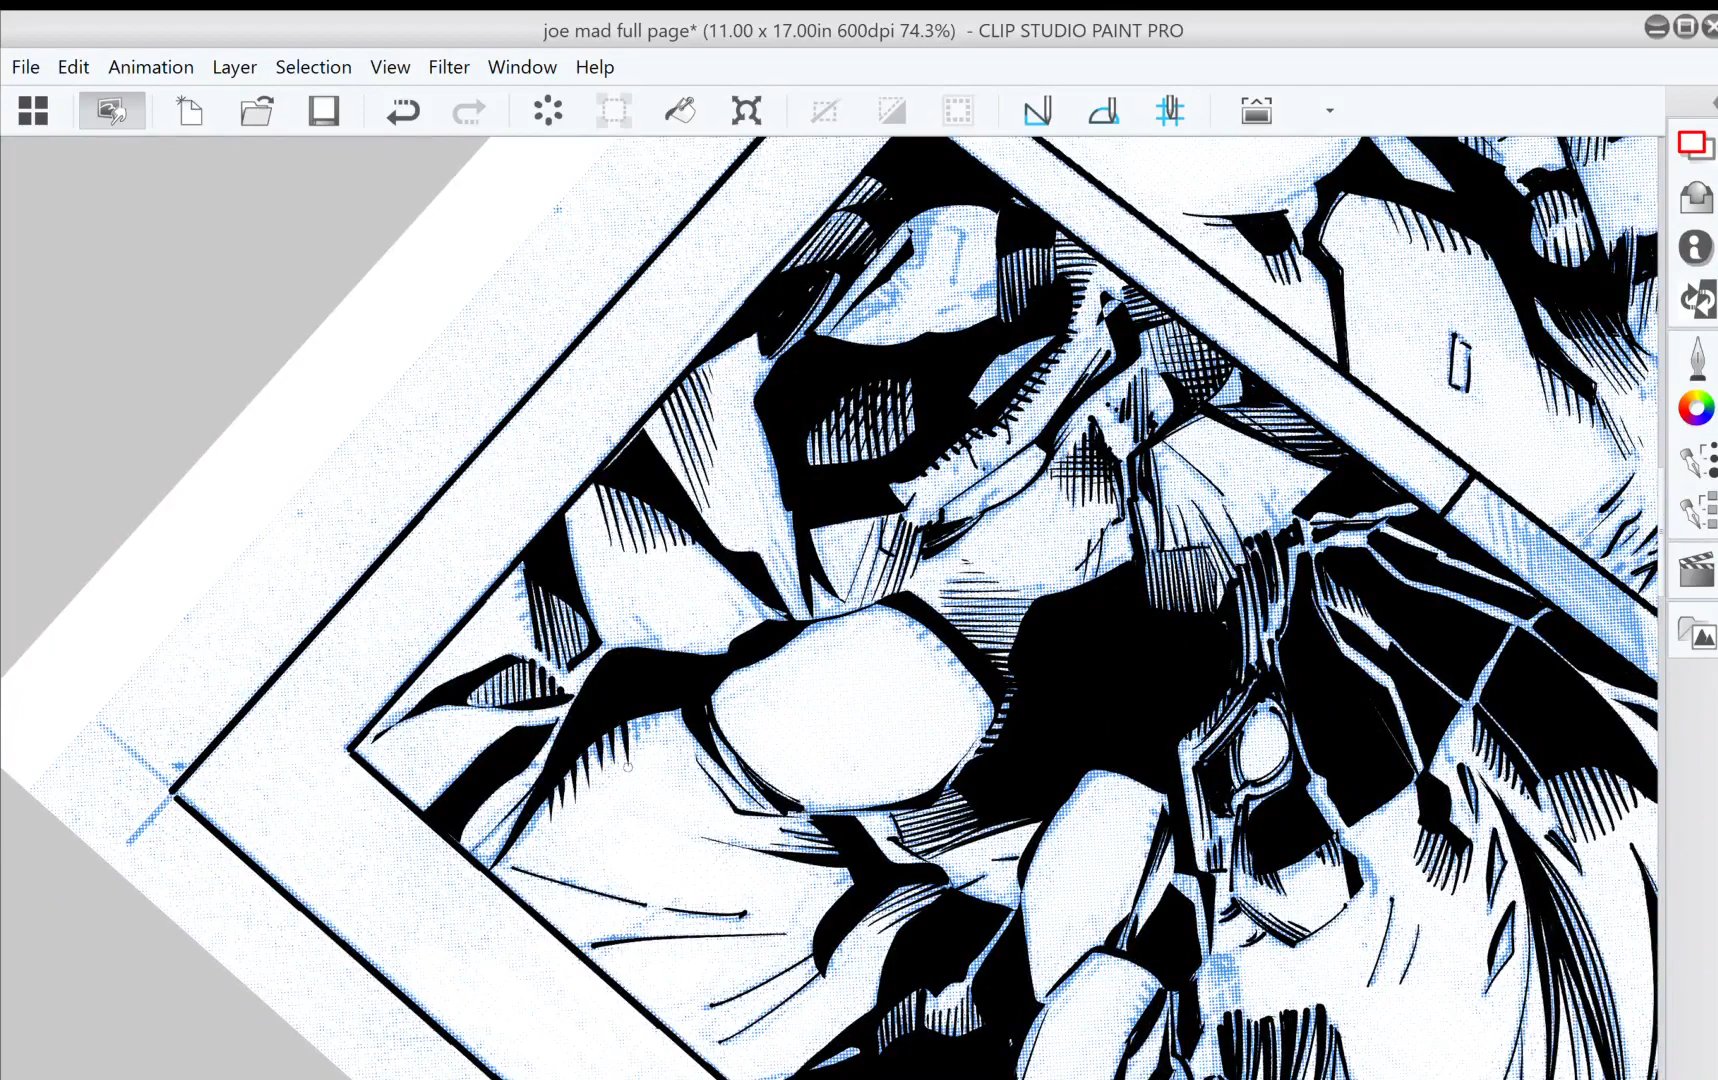 joe mad full page* (11.00 x 17.00in 600dpi 74.3%) - CLIP STUDIO PAINT PRO
File Edit Animation Layer Selection View Filter Window Help